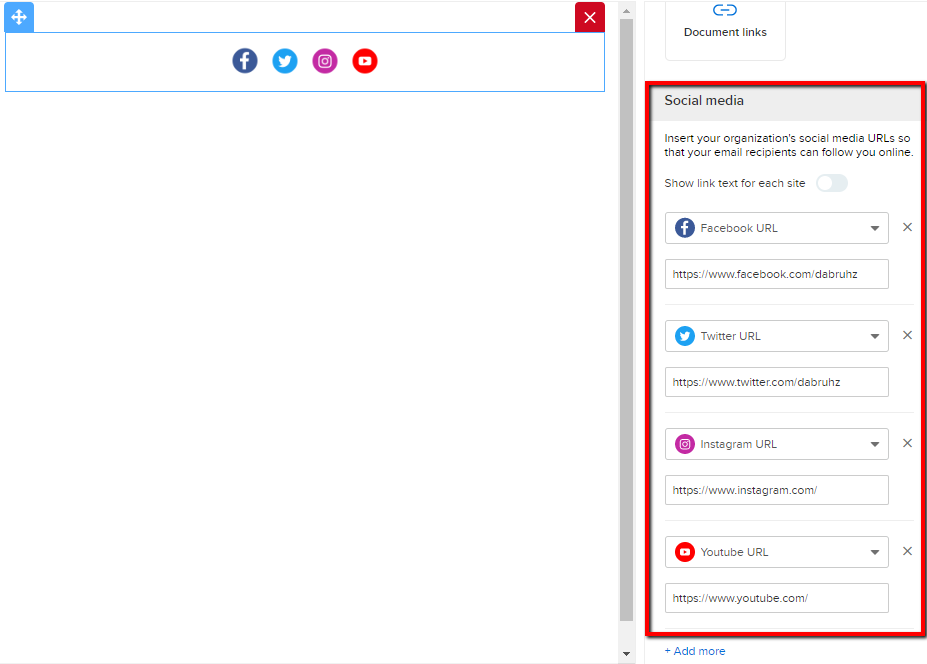 Document links
Social media
Insert your organization's social media URLs so
that your email recipients can follow you online.
Show link text for each site
Facebook URL
https://www.facebook.com/dabruhz
Twitter URL
https://www.twitter.com/dabruhz
Instagram URL
https://www.instagram.com/
Youtube URL
https://www.youtube.com/
+ Add more